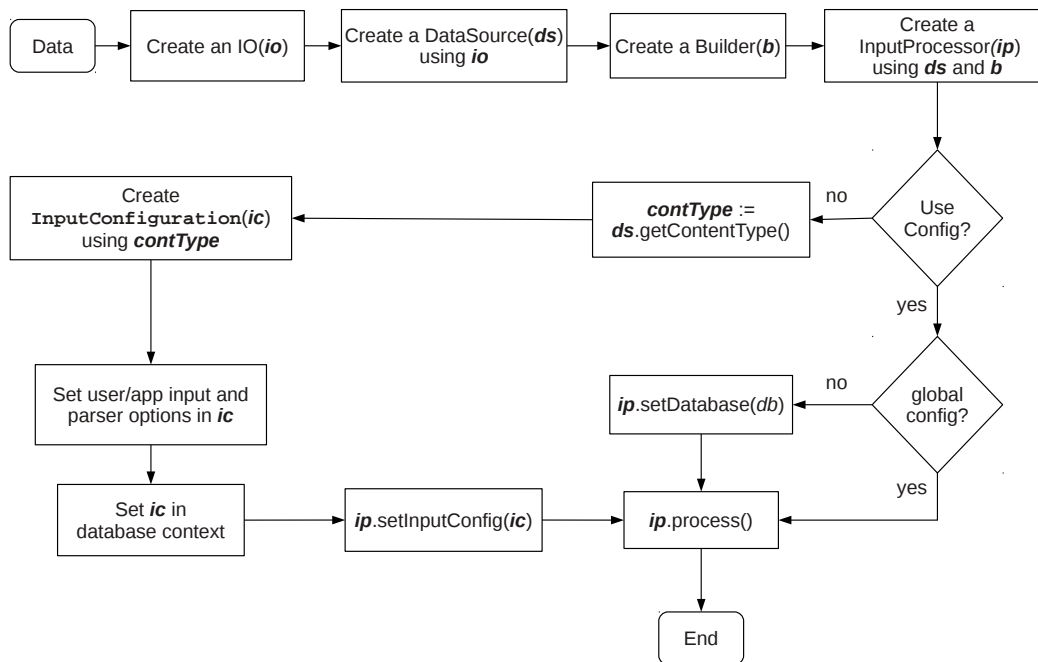 Data
Create an IO(io)
Create a DataSource(ds)
using io
Create a Builder(b)
Create a
InputProcessor(ip)
using ds and b
Use
Config?
no
contType :=
ds.getContentType()
Create
InputConfiguration(ic)
using contType
yes
Set user/app input and
parser options in ic
global
config?
no
ip.setDatabase(db)
yes
Set ic in
database context
ip.setInputConfig(ic)
ip.process()
End